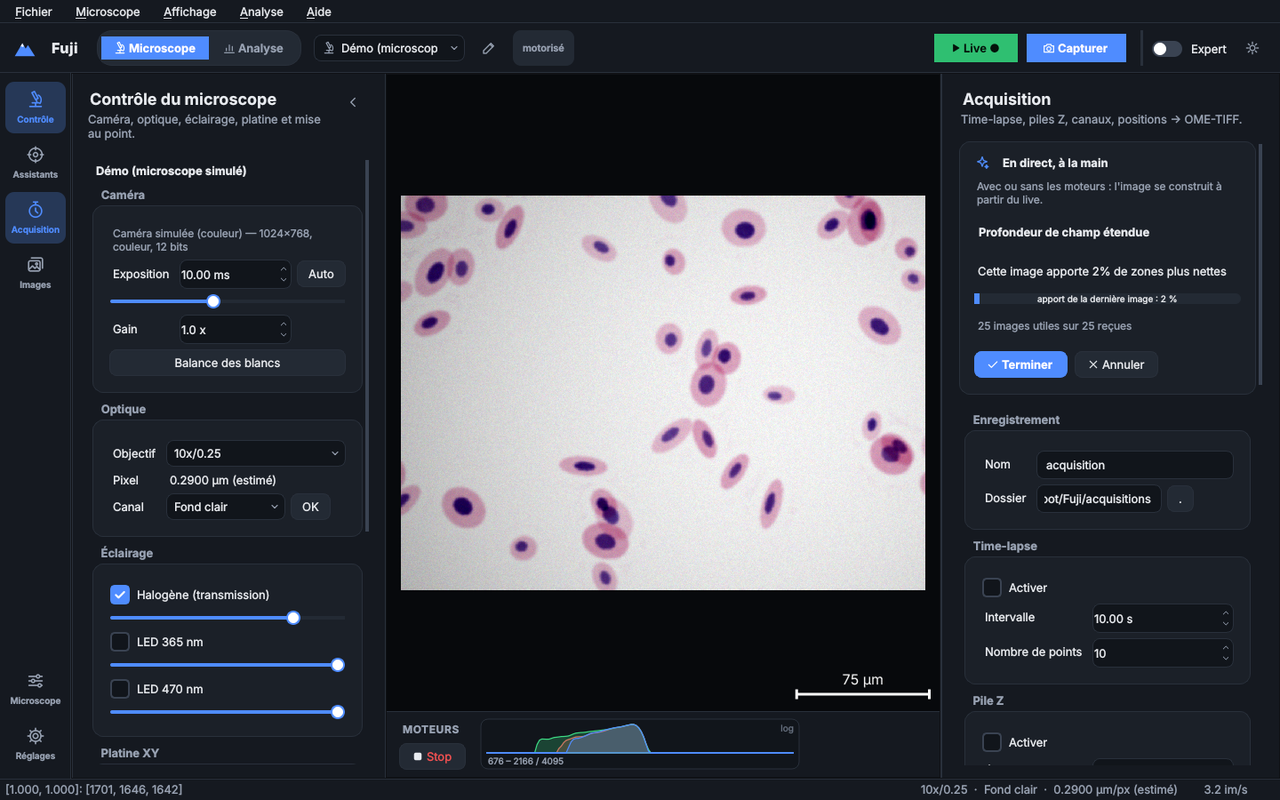 Fichier Microscope Affichage Analyse Aide
Fuji
Microscope
Analyse
Démo (microscop
motorisé
Live
Capturer
Expert
Contrôle
Assistants
Acquisition
Images
Microscope
Réglages
Contrôle du microscope
Caméra, optique, éclairage, platine et mise
au point.
Démo (microscope simulé)
Caméra
Caméra simulée (couleur) — 1024×768,
couleur, 12 bits
Exposition 10.00 ms Auto
Gain 1.0 x
Balance des blancs
Optique
Objectif 10x/0.25
Pixel 0.2900 µm (estimé)
Canal Fond clair OK
Éclairage
Halogène (transmission)
LED 365 nm
LED 470 nm
Platine XY
75 µm
MOTEURS
Stop
log
676 – 2166 / 4095
Acquisition
Time-lapse, piles Z, canaux, positions → OME-TIFF.
En direct, à la main
Avec ou sans les moteurs : l'image se construit à
partir du live.
Profondeur de champ étendue
Cette image apporte 2% de zones plus nettes
apport de la dernière image : 2 %
25 images utiles sur 25 reçues
Terminer
Annuler
Enregistrement
Nom acquisition
Dossier oot/Fuji/acquisitions .
Time-lapse
Activer
Intervalle 10.00 s
Nombre de points 10
Pile Z
Activer
[1.000, 1.000]: [1701, 1646, 1642]
10x/0.25 · Fond clair · 0.2900 µm/px (estimé) 3.2 im/s